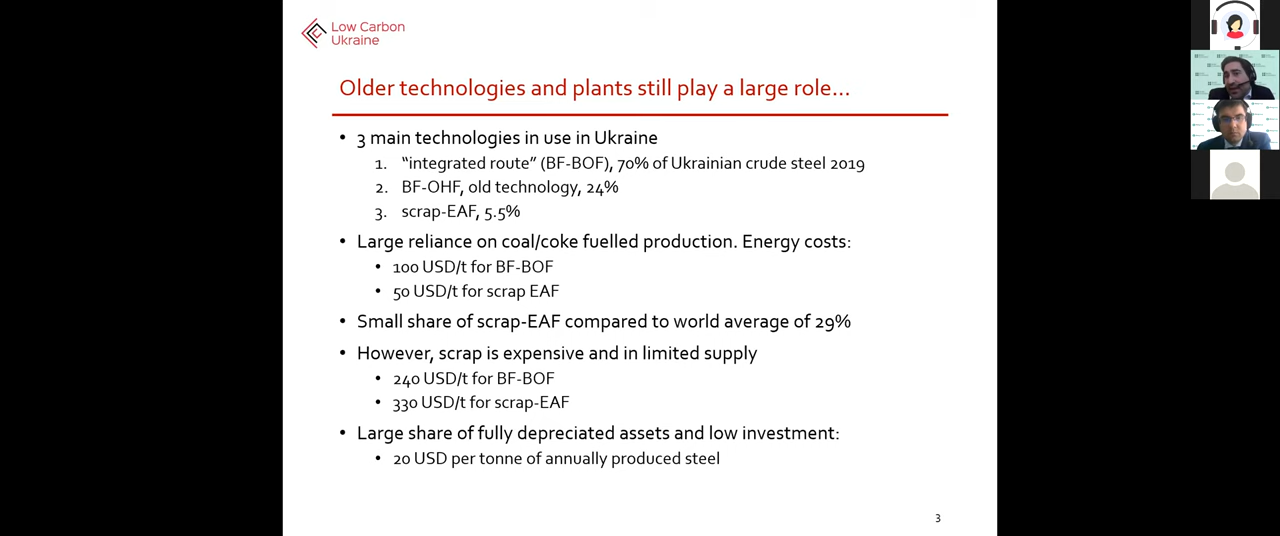 Low Carbon
Ukraine
Older technologies and plants still play a large role...
• 3 main technologies in use in Ukraine
1. "integrated route" (BF-BOF), 70% of Ukrainian crude steel 2019
2. BF-OHF, old technology, 24%
3. scrap-EAF, 5.5%
• Large reliance on coal/coke fuelled production. Energy costs:
• 100 USD/t for BF-BOF
• 50 USD/t for scrap EAF
• Small share of scrap-EAF compared to world average of 29%
• However, scrap is expensive and in limited supply
• 240 USD/t for BF-BOF
• 330 USD/t for scrap-EAF
• Large share of fully depreciated assets and low investment:
• 20 USD per tonne of annually produced steel
3